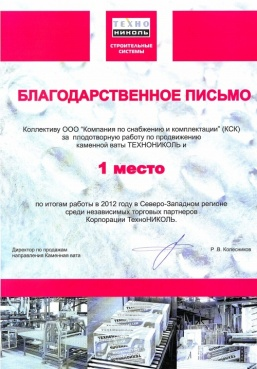 ТЕХНО
НИКОЛЬ
СТРОИТЕЛЬНЫЕ
СИСТЕМЫ
БЛАГОДАРСТВЕННОЕ ПИСЬМО
Коллективу ООО "Компания по снабжению и комплектации" (КСК)
за плодотворную работу по продвижению
каменной ваты ТЕХНОНИКОЛЬ и
1 место
по итогам работы в 2012 году в Северо-Западном регионе
среди независимых торговых партнеров
Корпорации ТехноНИКОЛЬ.
Директор по продажам
направления Каменная вата
Р. В. Колесников